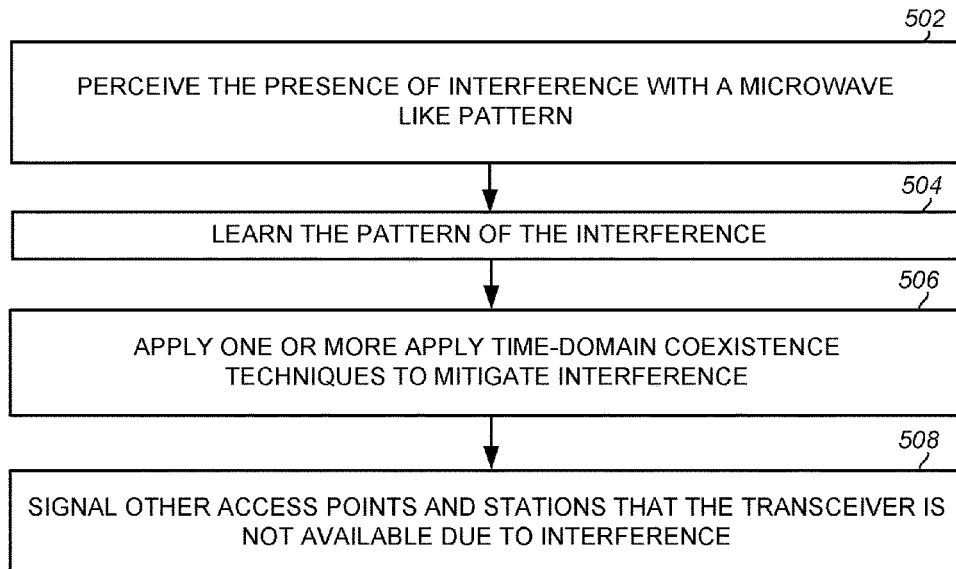 502
PERCEIVE THE PRESENCE OF INTERFERENCE WITH A MICROWAVE
LIKE PATTERN
504
LEARN THE PATTERN OF THE INTERFERENCE
506
APPLY ONE OR MORE APPLY TIME-DOMAIN COEXISTENCE
TECHNIQUES TO MITIGATE INTERFERENCE
508
SIGNAL OTHER ACCESS POINTS AND STATIONS THAT THE TRANSCEIVER IS
NOT AVAILABLE DUE TO INTERFERENCE